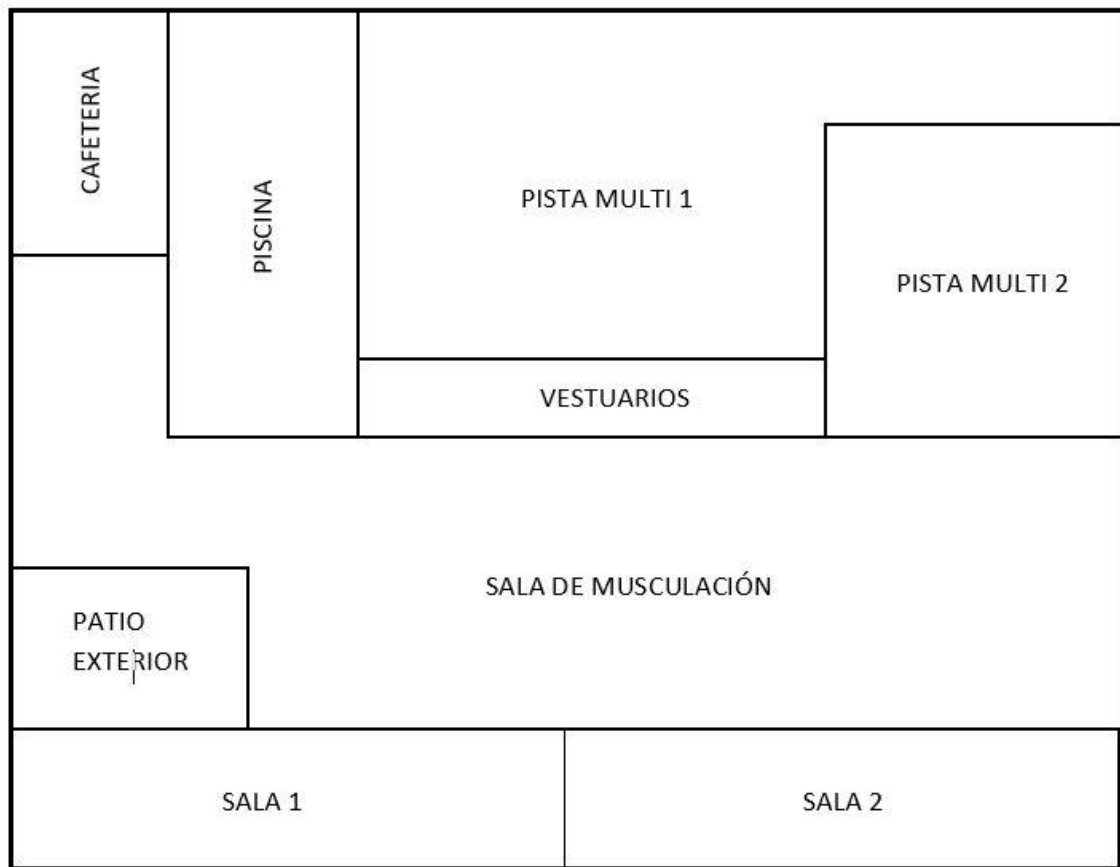 CAFETERIA
PISCINA
PISTA MULTI 1
PISTA MULTI 2
VESTUARIOS
SALA DE MUSCULACIÓN
PATIO
EXTERIOR
SALA 1
SALA 2